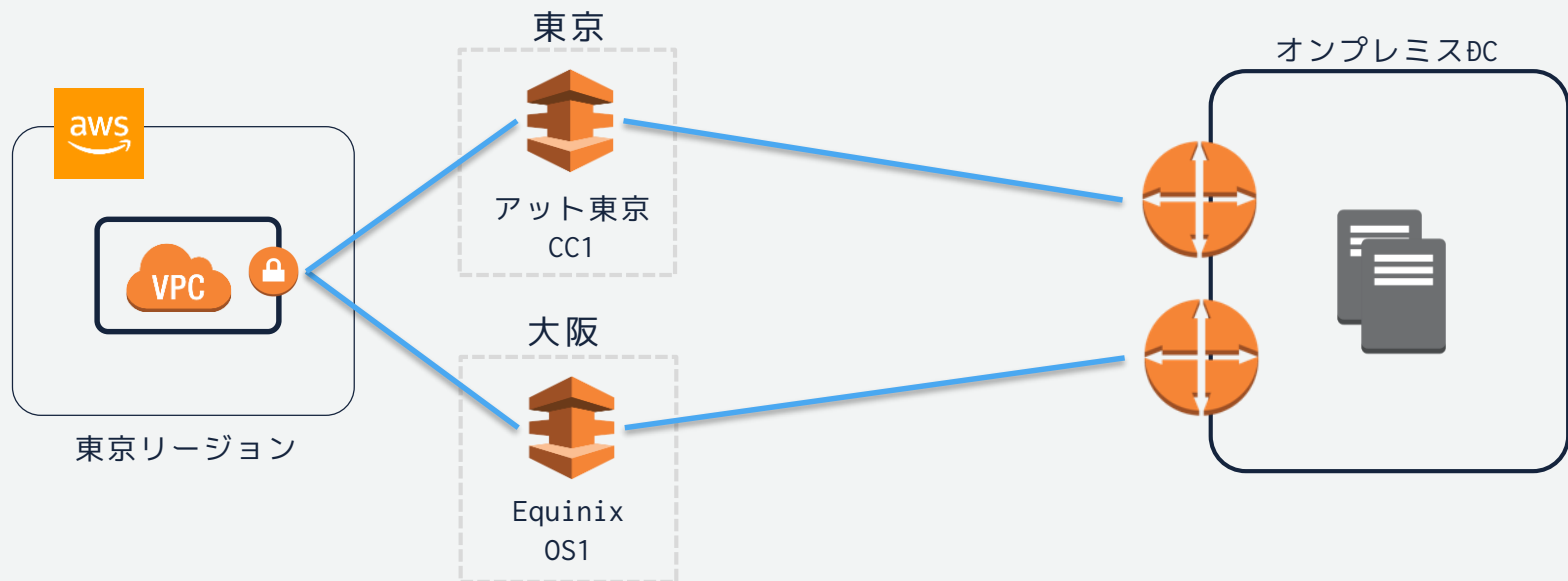 東京
オンプレミスĐC
aws
アット東京
CC1
VPC
大阪
東京リージョン
Equinix
OS1